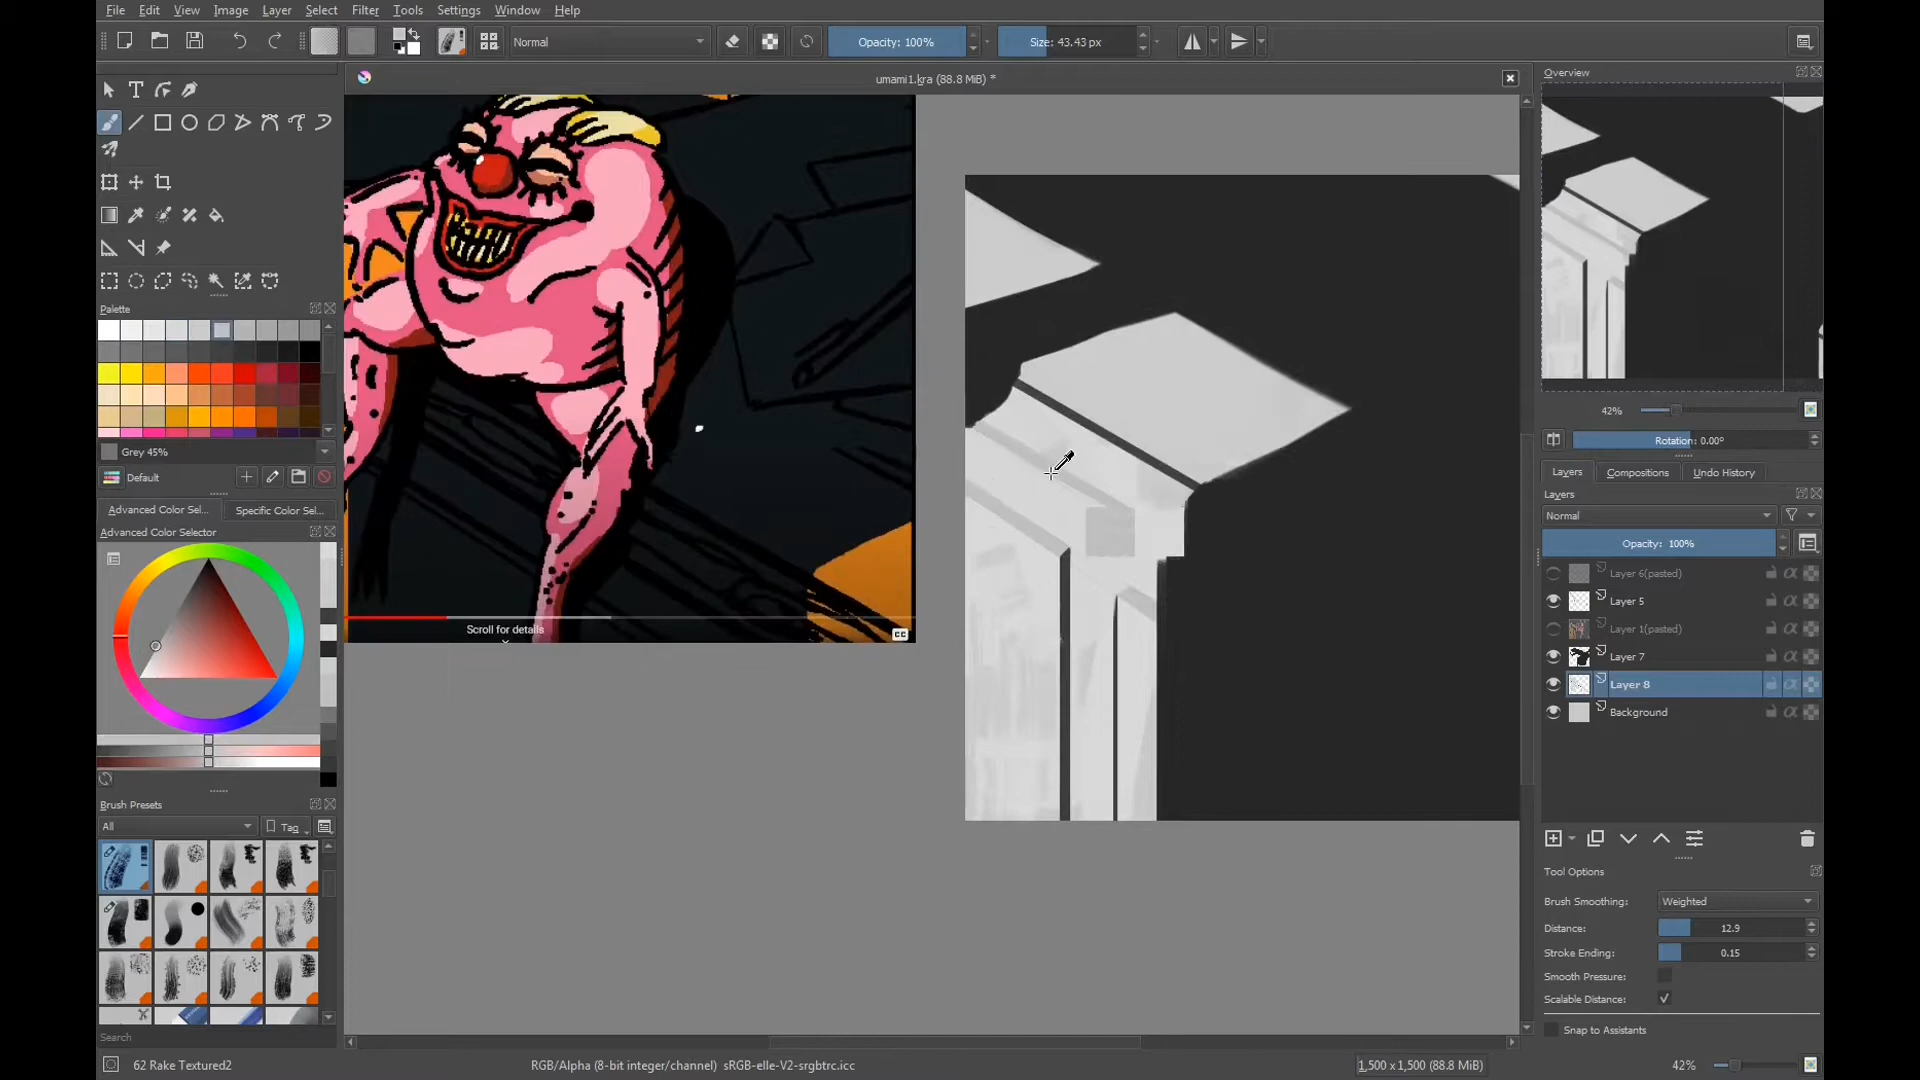 File Edit View Image Layer Select Filter Tools Settings Window Help
Normal
Opacity: 100%
Size: 43.43 px
umami1.kra (88.8 MiB) *
Scroll for details
CC
Palette
Grey 45%
Default
Advanced Color Sel...
Specific Color Sel...
Advanced Color Selector
Brush Presets
All
Tag
Search
62 Rake Textured2
RGB/Alpha (8-bit integer/channel) sRGB-elle-V2-srgbtrc.icc
1,500 x 1,500 (88.8 MiB)
42%
Overview
42%
Rotation: 0.00°
Layers Compositions Undo History
Layers
Normal
Opacity: 100%
Layer 6(pasted)
Layer 5
Layer 1(pasted)
Layer 7
Layer 8
Background
Tool Options
Brush Smoothing: Weighted
Distance: 12.9
Stroke Ending: 0.15
Smooth Pressure:
Scalable Distance:
Snap to Assistants